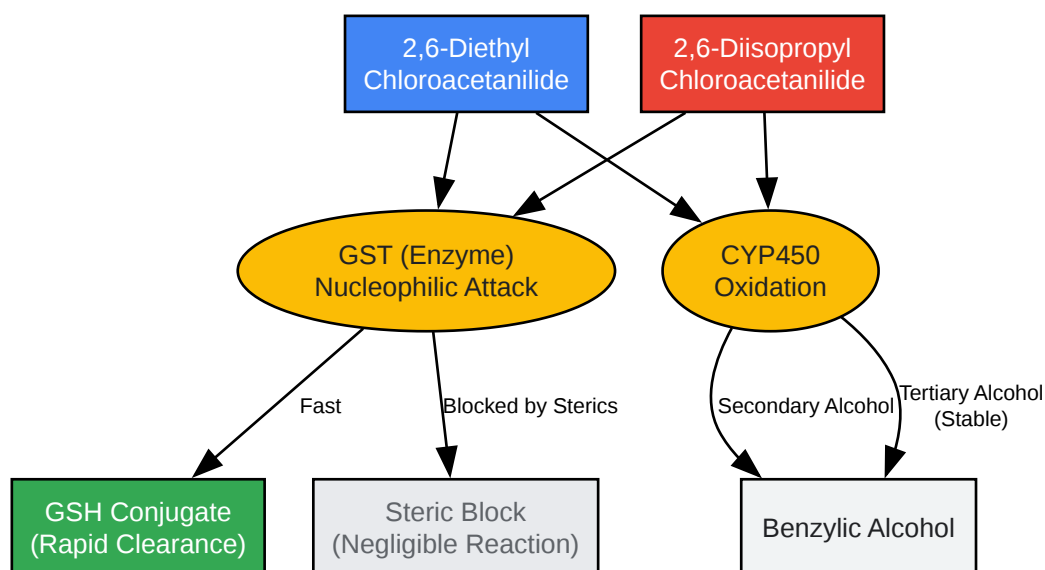 2,6-Diethyl
Chloroacetanilide
2,6-Diisopropyl
Chloroacetanilide
GST (Enzyme)
Nucleophilic Attack
CYP450
Oxidation
Fast
Blocked by Sterics
Secondary Alcohol
Tertiary Alcohol
(Stable)
GSH Conjugate
(Rapid Clearance)
Steric Block
(Negligible Reaction)
Benzylic Alcohol